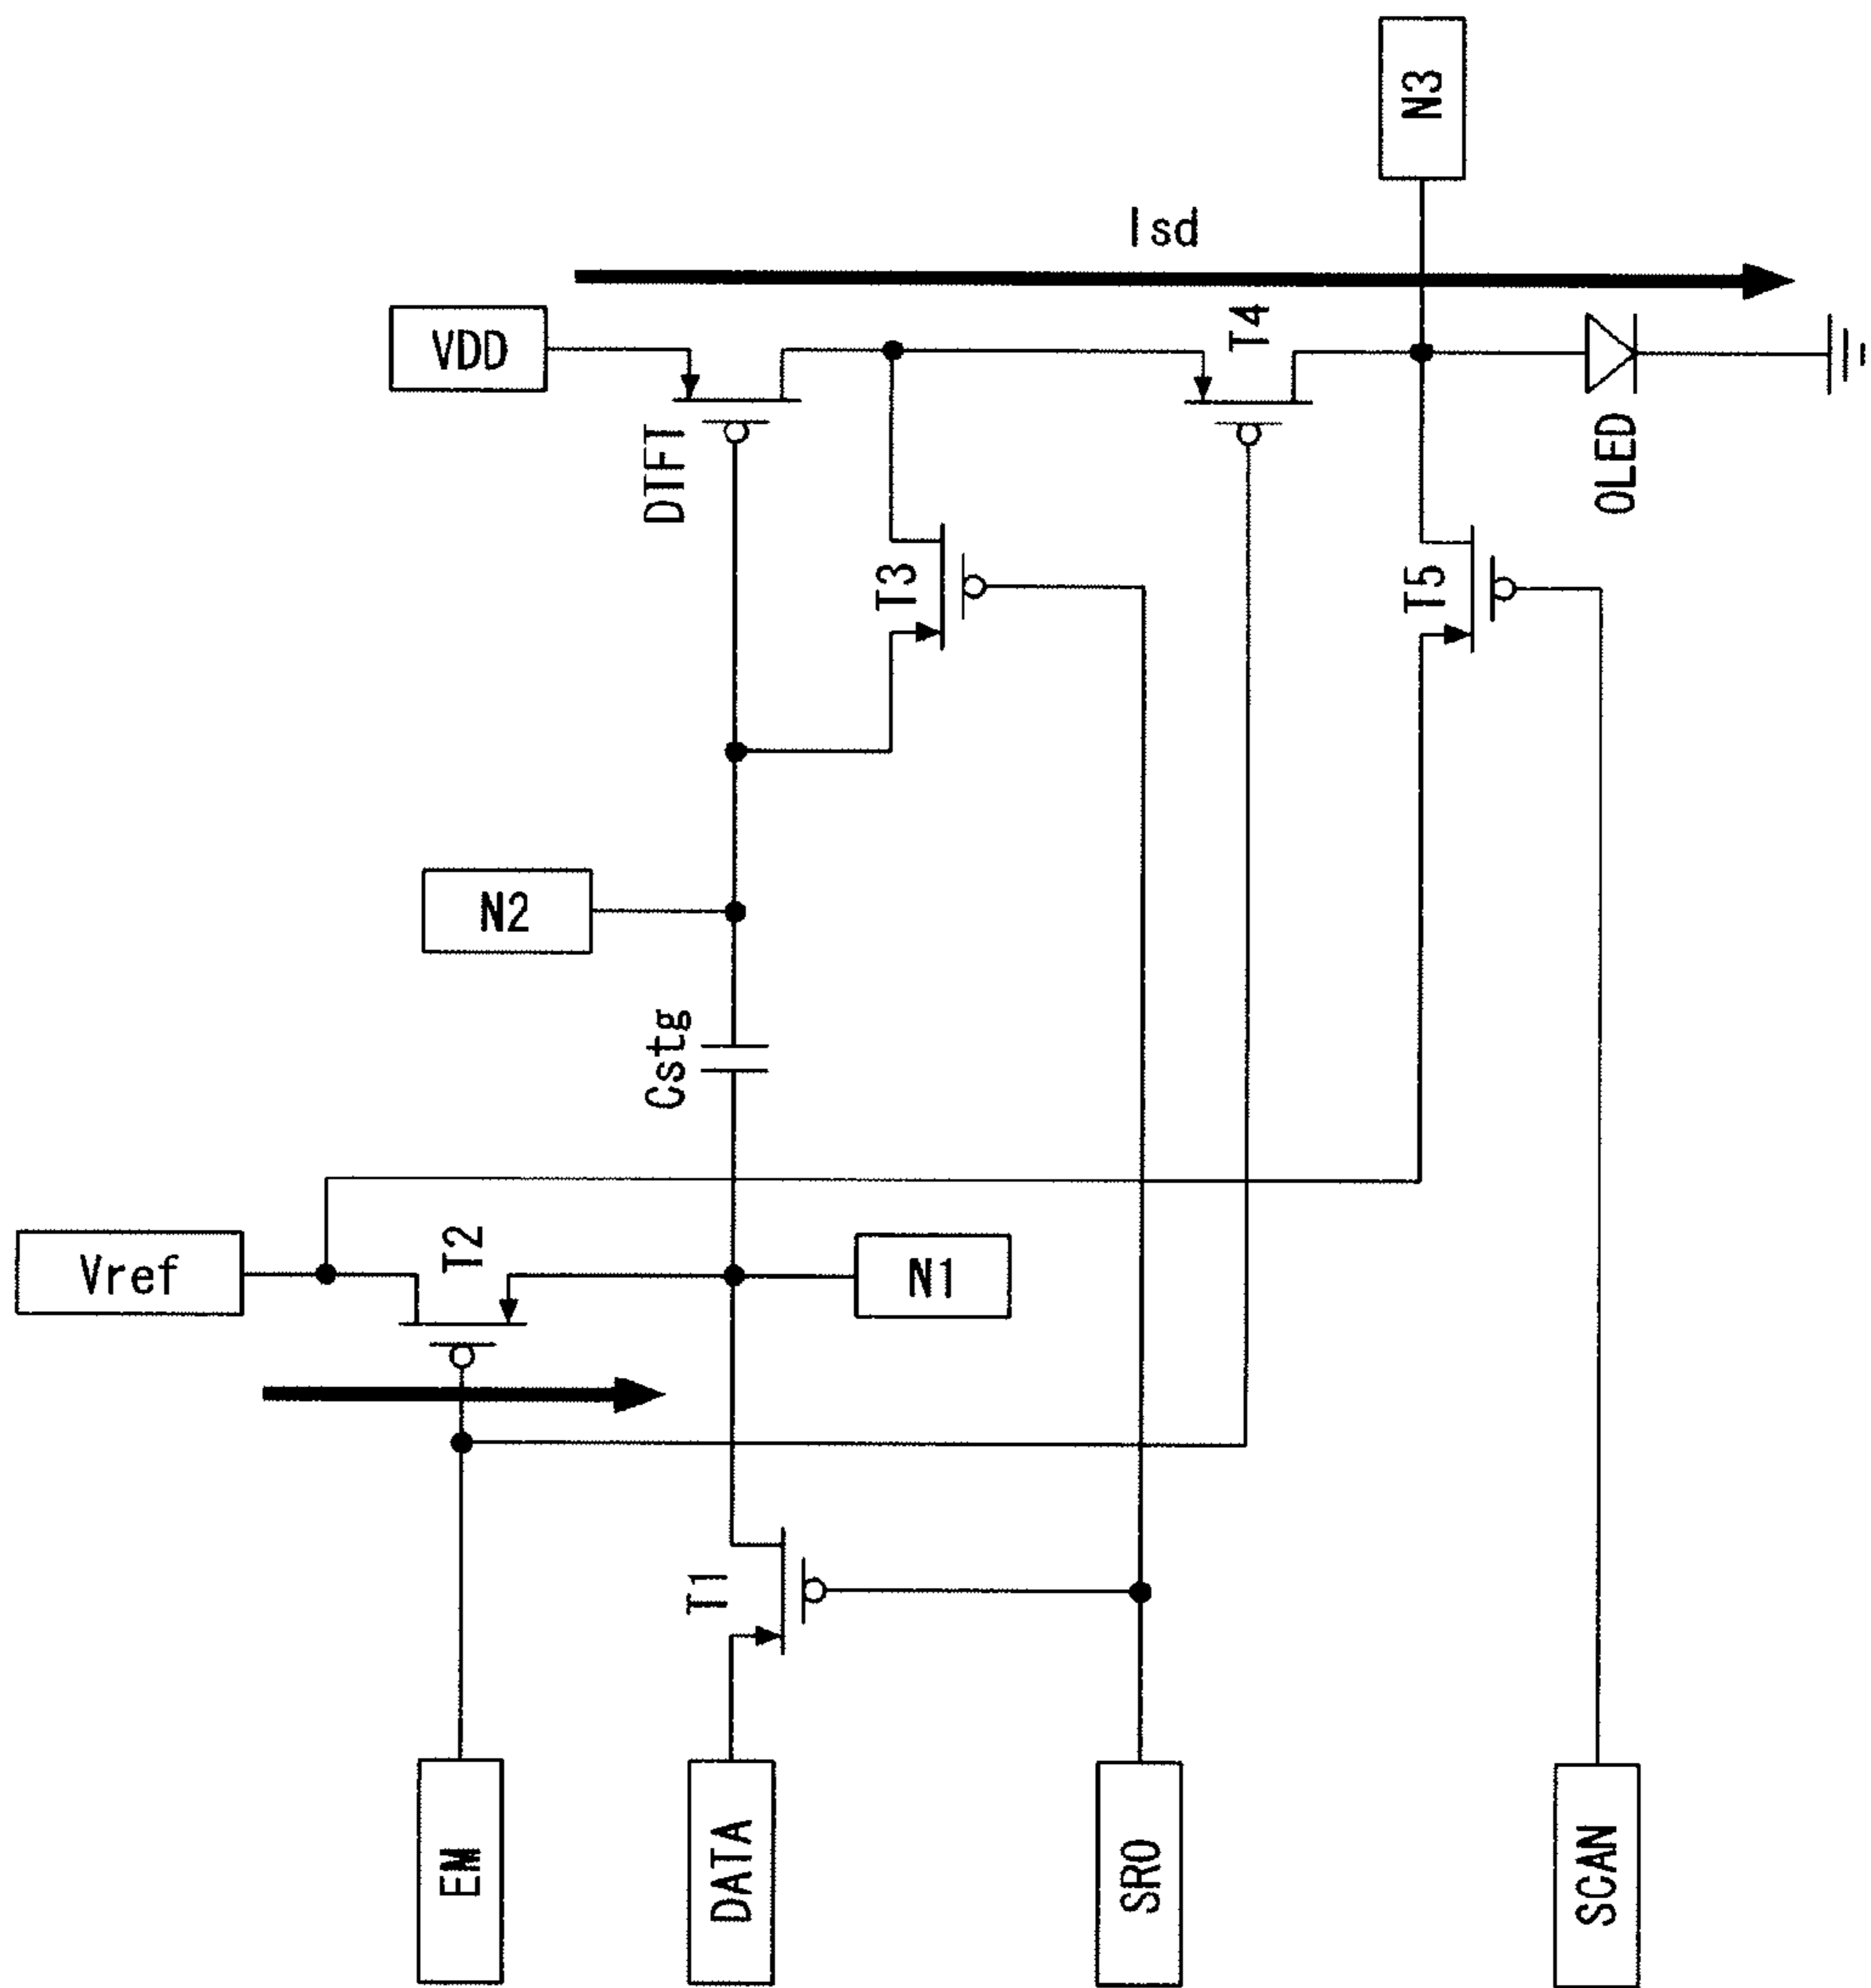 N3
Isd
VDD
T4
DTFT
OLED
T3
T5
N2
Cstg
Vref
T2
N1
T1
EM
DATA
SRO
SCAN